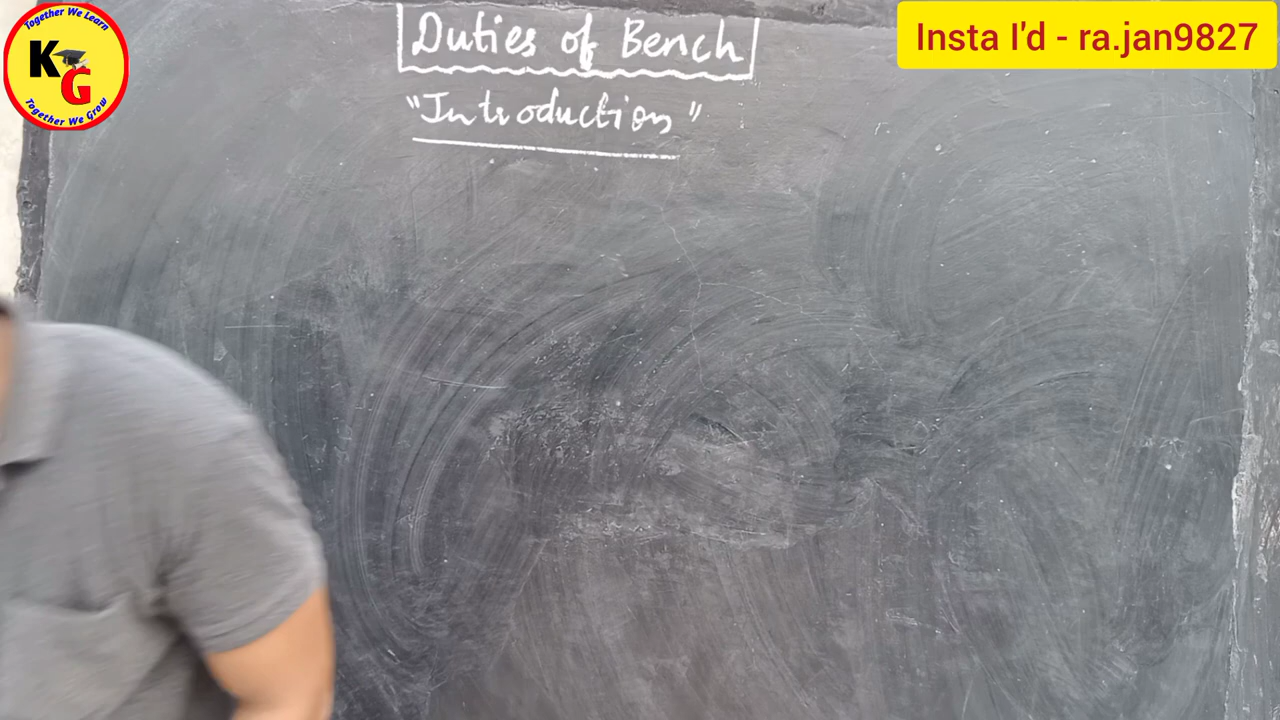 Together We Learn
KG
Together We Grow
Duties of Bench
"Introduction"
Insta I'd - ra.jan9827